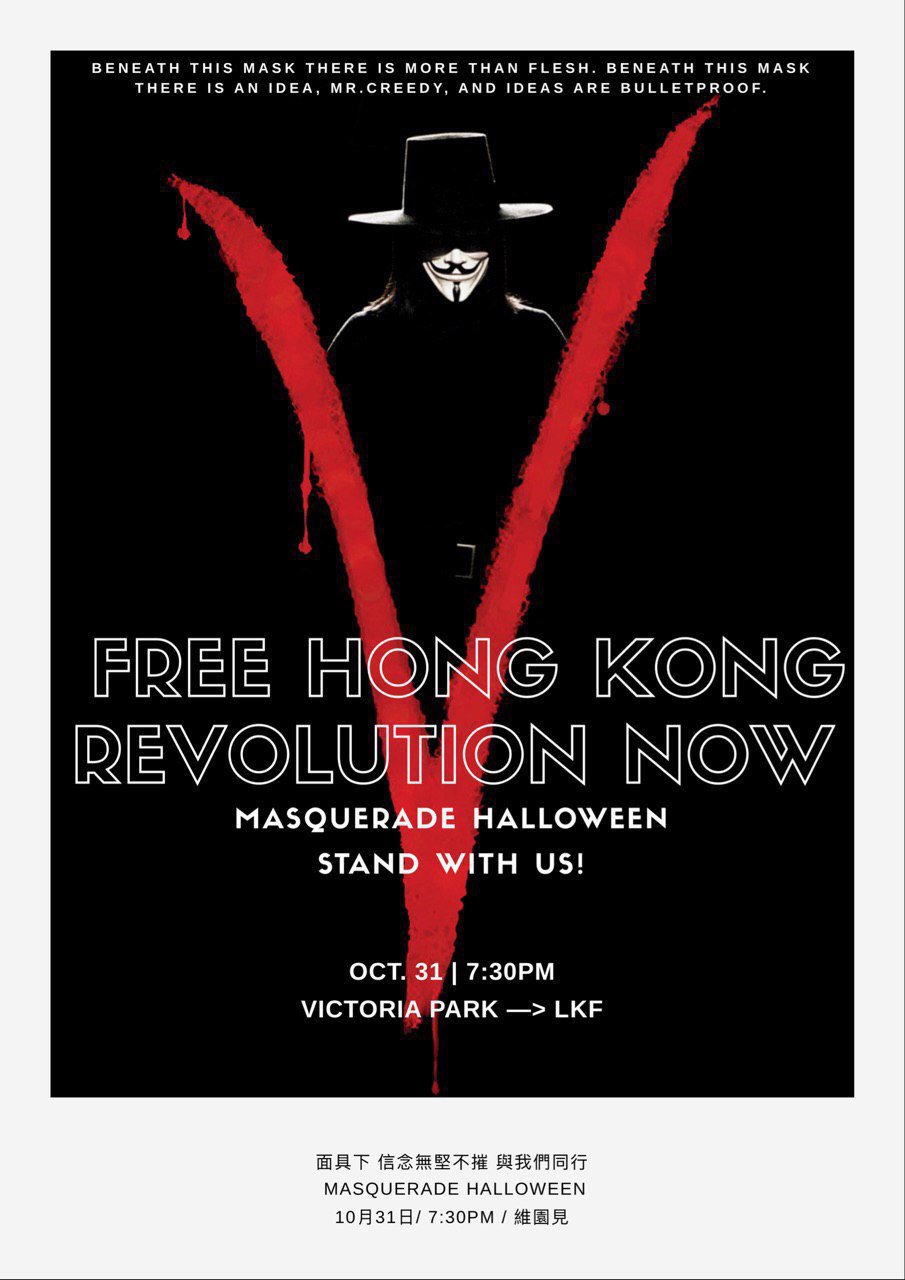 BENEATH THIS MASK THERE IS MORE THAN FLESH. BENEATH THIS MASK
THERE IS AN IDEA, MR.CREEDY, AND IDEAS ARE BULLETPROOF.
FREE HONG KONG
REVOLUTION NOW
MASQUERADE HALLOWEEN
STAND WITH US!
OCT. 31 | 7:30PM
VICTORIA PARK —> LKF
面具下 信念無堅不摧 與我們同行
MASQUERADE HALLOWEEN
10月31日/ 7:30PM / 維園見